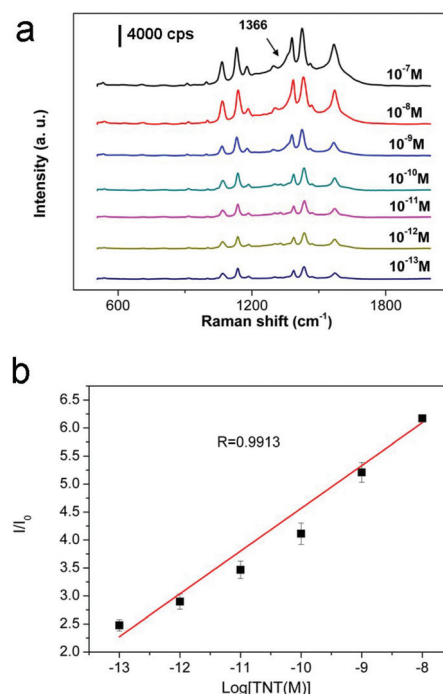 a
4000 cps
1366
10⁻⁷M
10⁻⁸M
10⁻⁹M
10⁻¹⁰M
10⁻¹¹M
10⁻¹²M
10⁻¹³M
Intensity (a. u.)
600 1200 1800
Raman shift (cm⁻¹)
b
6.5
6.0
5.5
5.0
4.5
4.0
3.5
3.0
2.5
2.0
R=0.9913
I/I₀
-13 -12 -11 -10 -9 -8
Log[TNT(M)]